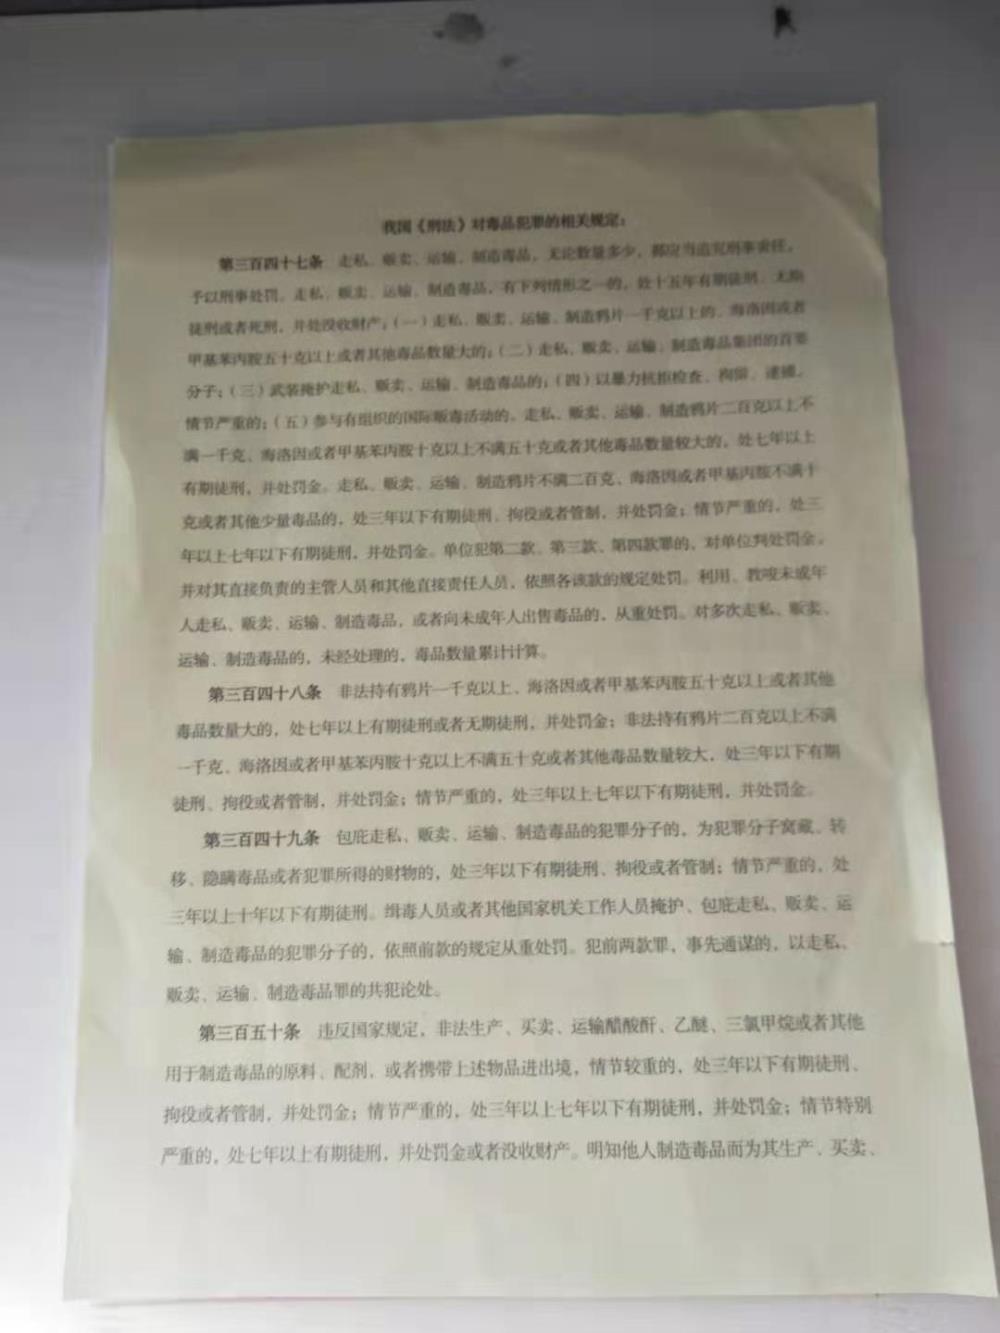 我国《刑法》对毒品犯罪的相关规定：
第三百四十七条 走私、贩卖、运输、制造毒品，无论数量多少，都应当追究刑事责任，
予以刑事处罚。走私、贩卖、运输、制造毒品，有下列情形之一的，处十五年有期徒刑、无期
徒刑或者死刑，并处没收财产：（一）走私、贩卖、运输、制造鸦片一千克以上的、海洛因或者
甲基苯丙胺五十克以上或者其他毒品数量大的；（二）走私、贩卖、运输、制造毒品集团的首要
分子；（三）武装掩护走私、贩卖、运输、制造毒品的；（四）以暴力抗拒检查、拘留、逮捕，
情节严重的；（五）参与有组织的国际贩毒活动的。走私、贩卖、运输、制造鸦片二百克以上不
满一千克、海洛因或者甲基苯丙胺十克以上不满五十克或者其他毒品数量较大的，处七年以上
有期徒刑，并处罚金。走私、贩卖、运输、制造鸦片不满二百克、海洛因或者甲基丙胺不满十
克或者其他少量毒品的，处三年以下有期徒刑、拘役或者管制，并处罚金；情节严重的，处三
年以上七年以下有期徒刑，并处罚金。单位犯第二款、第三款、第四款罪的，对单位判处罚金，
并对其直接负责的主管人员和其他直接责任人员，依照各该款的规定处罚。利用、教唆未成年
人走私、贩卖、运输、制造毒品，或者向未成年人出售毒品的，从重处罚。对多次走私、贩卖、
运输、制造毒品的，未经处理的，毒品数量累计计算。
第三百四十八条 非法持有鸦片一千克以上、海洛因或者甲基苯丙胺五十克以上或者其他
毒品数量大的，处七年以上有期徒刑或者无期徒刑，并处罚金；非法持有鸦片二百克以上不满
一千克、海洛因或者甲基苯丙胺十克以上不满五十克或者其他毒品数量较大，处三年以下有期
徒刑、拘役或者管制，并处罚金；情节严重的，处三年以上七年以下有期徒刑，并处罚金。
第三百四十九条 包庇走私、贩卖、运输、制造毒品的犯罪分子的，为犯罪分子窝藏、转
移、隐瞒毒品或者犯罪所得的财物的，处三年以下有期徒刑、拘役或者管制；情节严重的，处
三年以上十年以下有期徒刑。缉毒人员或者其他国家机关工作人员掩护、包庇走私、贩卖、运
输、制造毒品的犯罪分子的，依照前款的规定从重处罚。犯前两款罪，事先通谋的，以走私、
贩卖、运输、制造毒品罪的共犯论处。
第三百五十条 违反国家规定，非法生产、买卖、运输醋酸酐、乙醚、三氯甲烷或者其他
用于制造毒品的原料、配剂，或者携带上述物品进出境，情节较重的，处三年以下有期徒刑、
拘役或者管制，并处罚金；情节严重的，处三年以上七年以下有期徒刑，并处罚金；情节特别
严重的，处七年以上有期徒刑，并处罚金或者没收财产。明知他人制造毒品而为其生产、买卖、